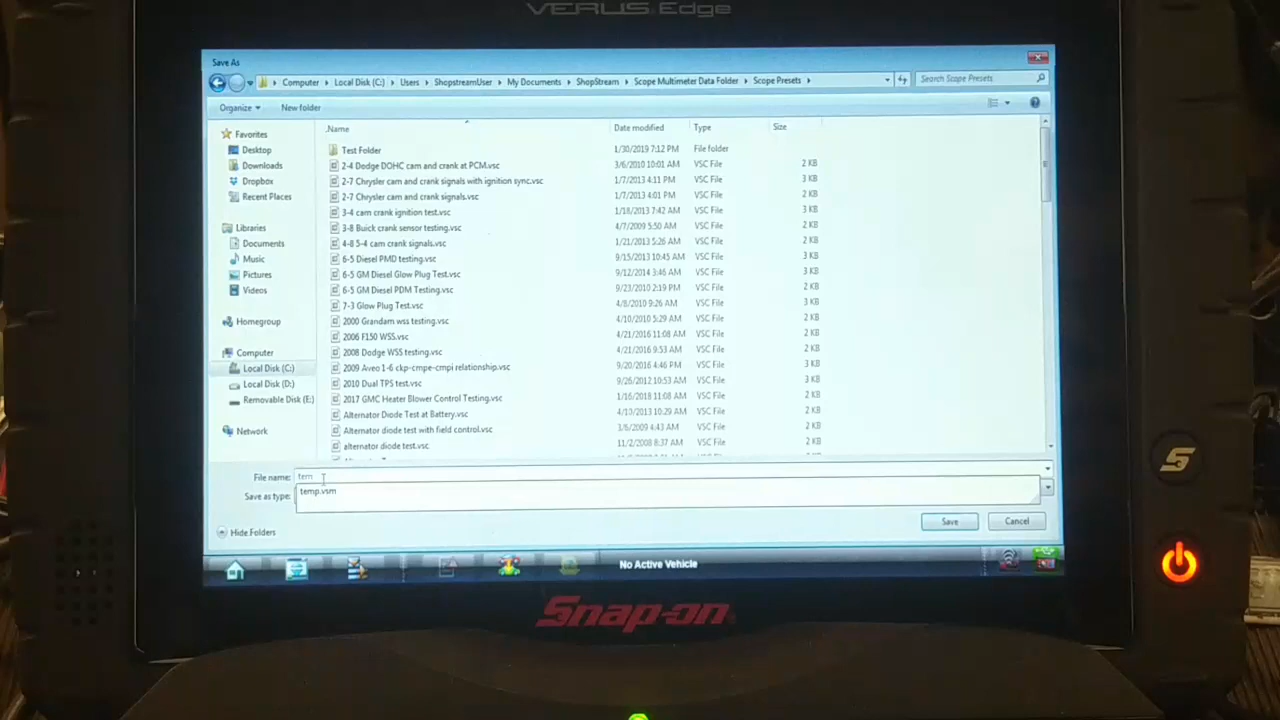 VERUS Edge
Save As
Computer Local Disk (C:) Users ShopstreamUser My Documents ShopStream Scope Multimeter Data Folder Scope Presets Search Scope Presets
Organize New folder
Name Date modified Type Size
Favorites
Desktop
Downloads
Dropbox
Recent Places
Libraries
Documents
Music
Pictures
Videos
Homegroup
Computer
Local Disk (C:)
Local Disk (D:)
Removable Disk (E:)
Network
Test Folder 1/30/2019 7:12 PM File folder
2-4 Dodge DOHC cam and crank at PCM.vsc 3/6/2010 10:01 AM VSC File 2 KB
2-7 Chrysler cam and crank signals with ignition sync.vsc 1/7/2013 4:11 PM VSC File 3 KB
2-7 Chrysler cam and crank signals.vsc 1/7/2013 4:01 PM VSC File 2 KB
3-4 cam crank ignition test.vsc 1/18/2013 7:42 AM VSC File 3 KB
3-8 Buick crank sensor testing.vsc 4/7/2009 5:50 AM VSC File 2 KB
4-8 5-4 cam crank signals.vsc 1/21/2013 5:26 AM VSC File 2 KB
6-5 Diesel PMD testing.vsc 9/15/2013 10:45 AM VSC File 3 KB
6-5 GM Diesel Glow Plug Test.vsc 9/12/2014 3:46 AM VSC File 3 KB
6-5 GM Diesel PDM Testing.vsc 9/23/2010 2:19 PM VSC File 2 KB
7-3 Glow Plug Test.vsc 4/8/2010 9:26 AM VSC File 3 KB
2000 Grandam wss testing.vsc 4/10/2010 5:29 AM VSC File 2 KB
2006 F150 WSS.vsc 4/21/2016 11:08 AM VSC File 2 KB
2008 Dodge WSS testing.vsc 4/21/2016 9:53 AM VSC File 2 KB
2009 Aveo 1-6 ckp-cmpe-cmpi relationship.vsc 9/20/2016 4:46 PM VSC File 3 KB
2010 Dual TPS test.vsc 9/26/2012 10:53 AM VSC File 3 KB
2017 GMC Heater Blower Control Testing.vsc 1/16/2018 11:08 AM VSC File 2 KB
Alternator Diode Test at Battery.vsc 4/13/2013 10:29 AM VSC File 2 KB
Alternator diode test with field control.vsc 3/6/2009 4:43 AM VSC File 2 KB
alternator diode test.vsc 11/2/2008 8:37 AM VSC File 2 KB
File name: tem
Save as type: temp.vsm
Hide Folders Save Cancel
No Active Vehicle
Snap-on